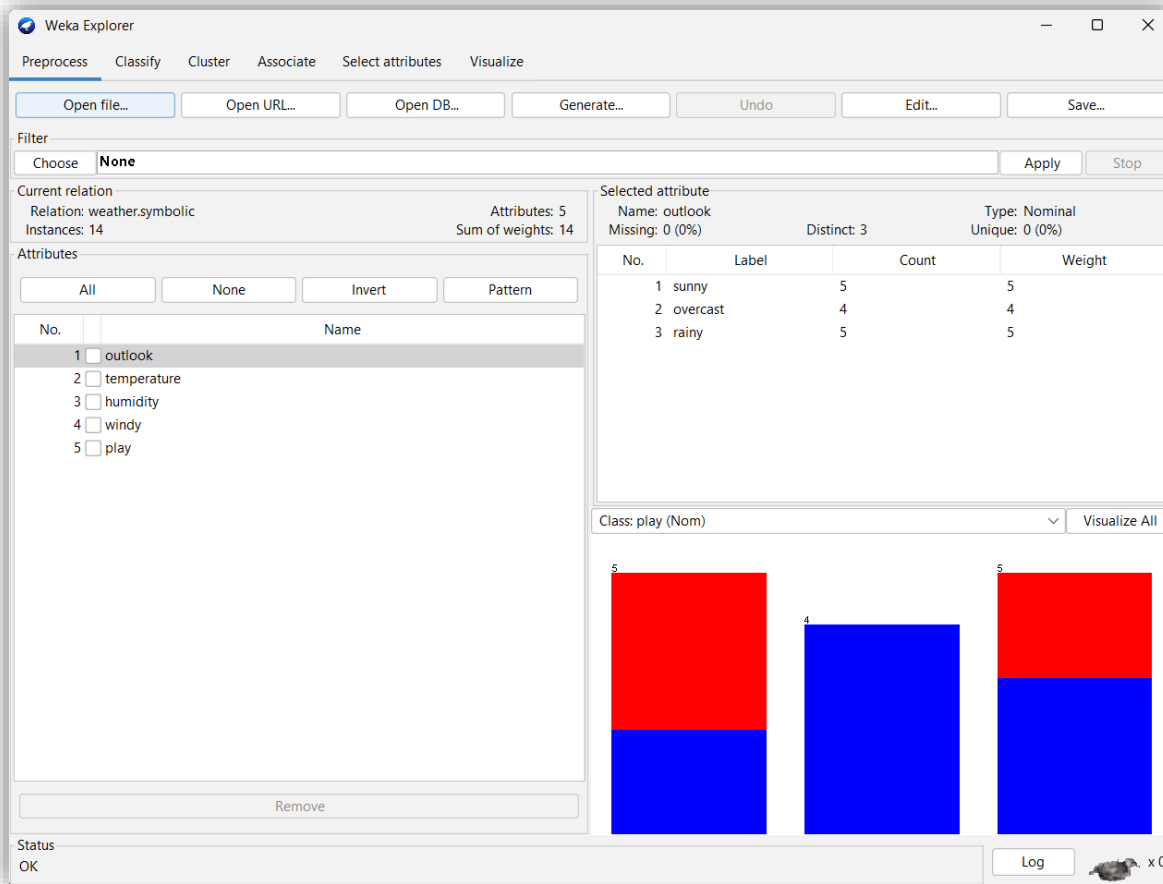 Weka Explorer
Preprocess Classify Cluster Associate Select attributes Visualize
Open file... Open URL... Open DB... Generate... Undo Edit... Save...
Filter
Choose None Apply Stop
Current relation
Relation: weather.symbolic Attributes: 5
Instances: 14 Sum of weights: 14
Attributes
All None Invert Pattern
No. Name
1 outlook
2 temperature
3 humidity
4 windy
5 play
Remove
Selected attribute
Name: outlook Type: Nominal
Missing: 0 (0%) Distinct: 3 Unique: 0 (0%)
No. Label Count Weight
1 sunny 5 5
2 overcast 4 4
3 rainy 5 5
Class: play (Nom) Visualize All
5 4 5
Status
OK
Log x 0